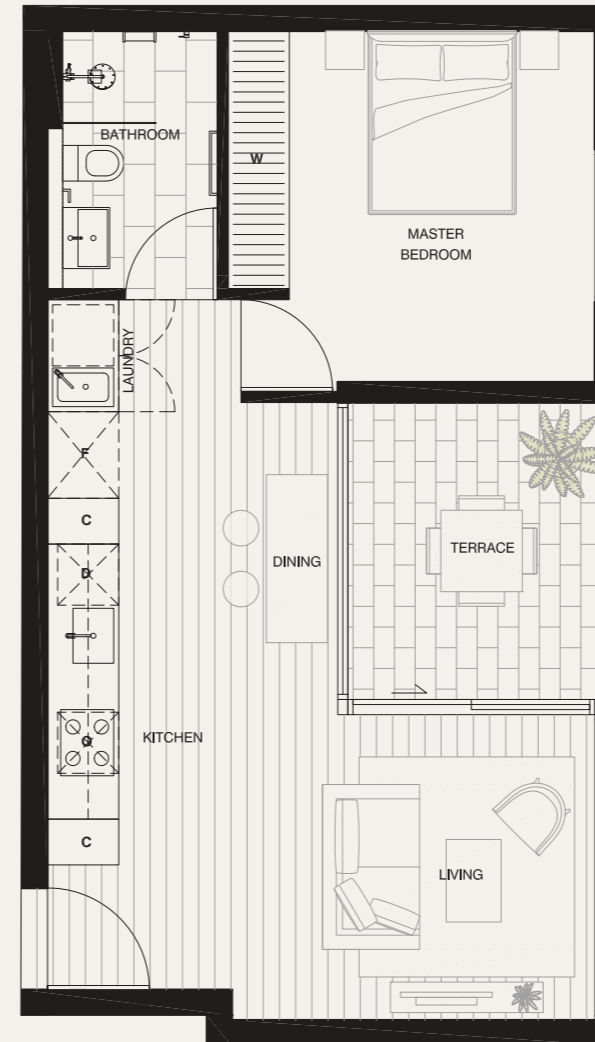 BATHROOM
W
MASTER
BEDROOM
LAUNDRY
F
C
D
DINING
TERRACE
KITCHEN
C
LIVING